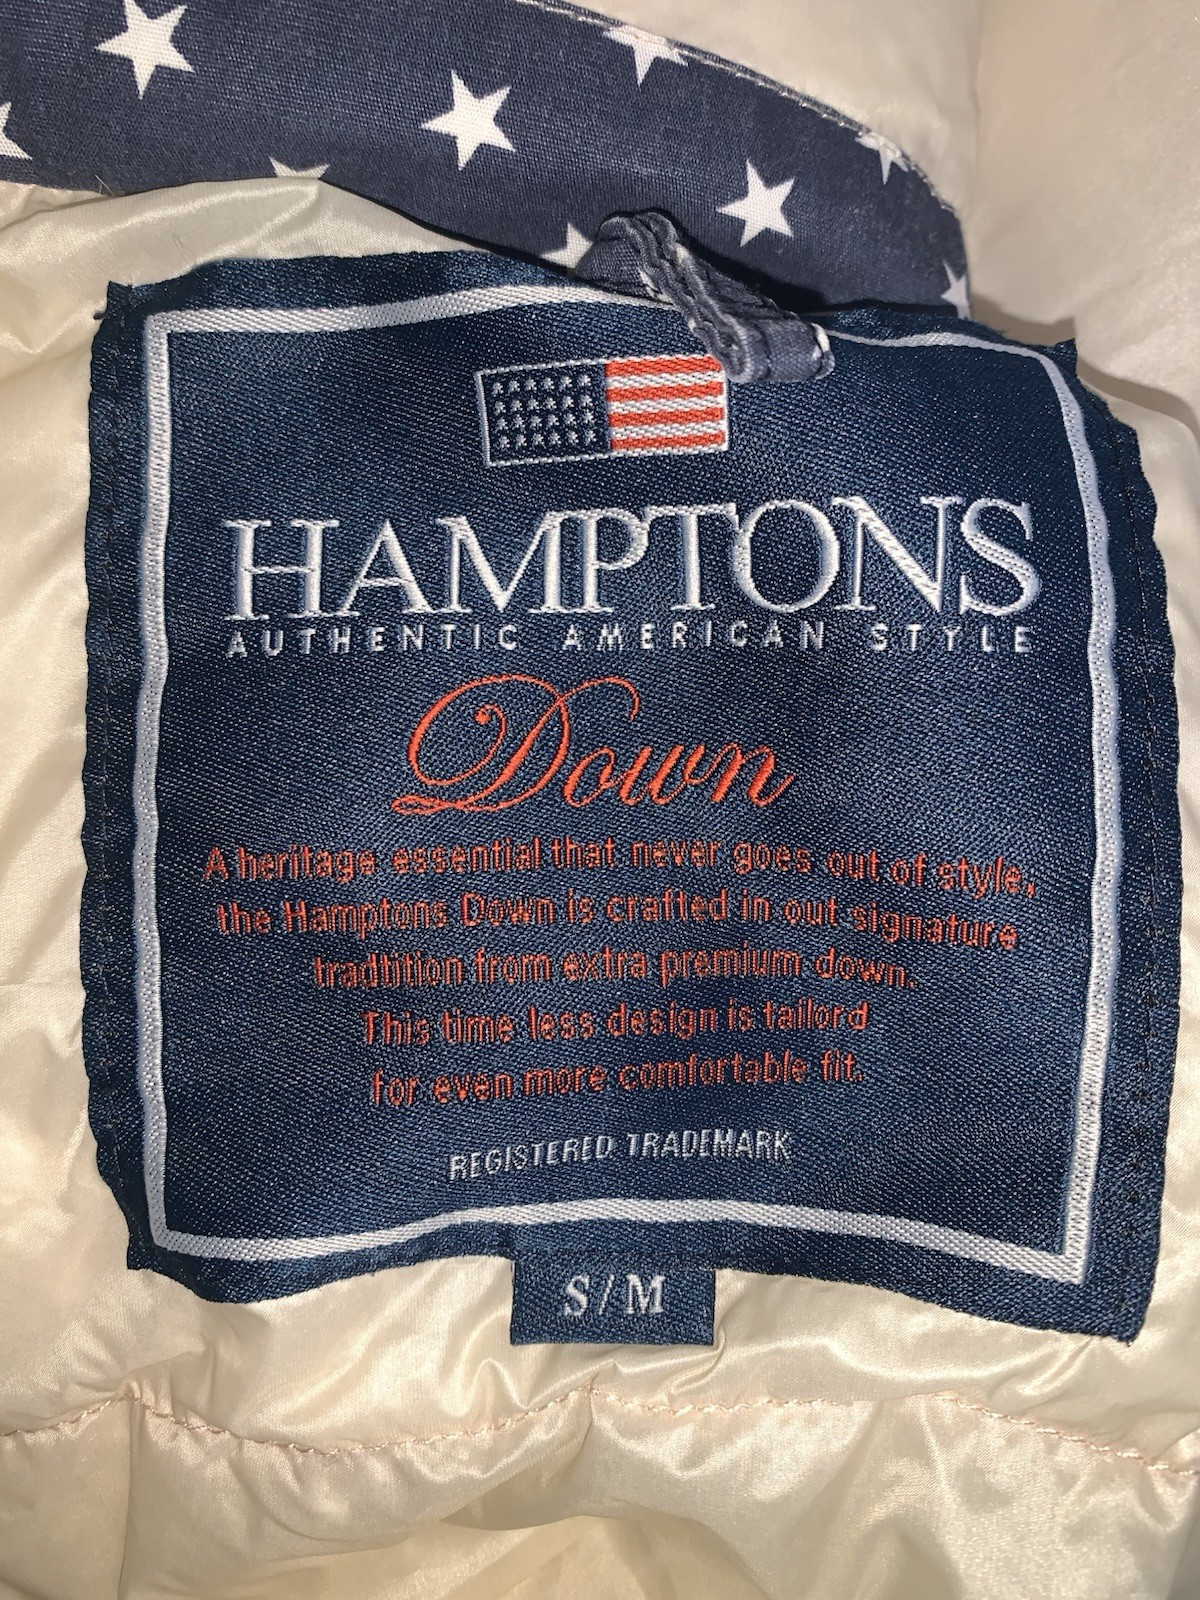 HAMPTONS
AUTHENTIC AMERICAN STYLE
Down
A heritage essential that never goes out of style,
the Hamptons Down is crafted in out signature
tradtition from extra premium down.
This time less design is tailord
for even more comfortable fit.
REGISTERED TRADEMARK
S/M